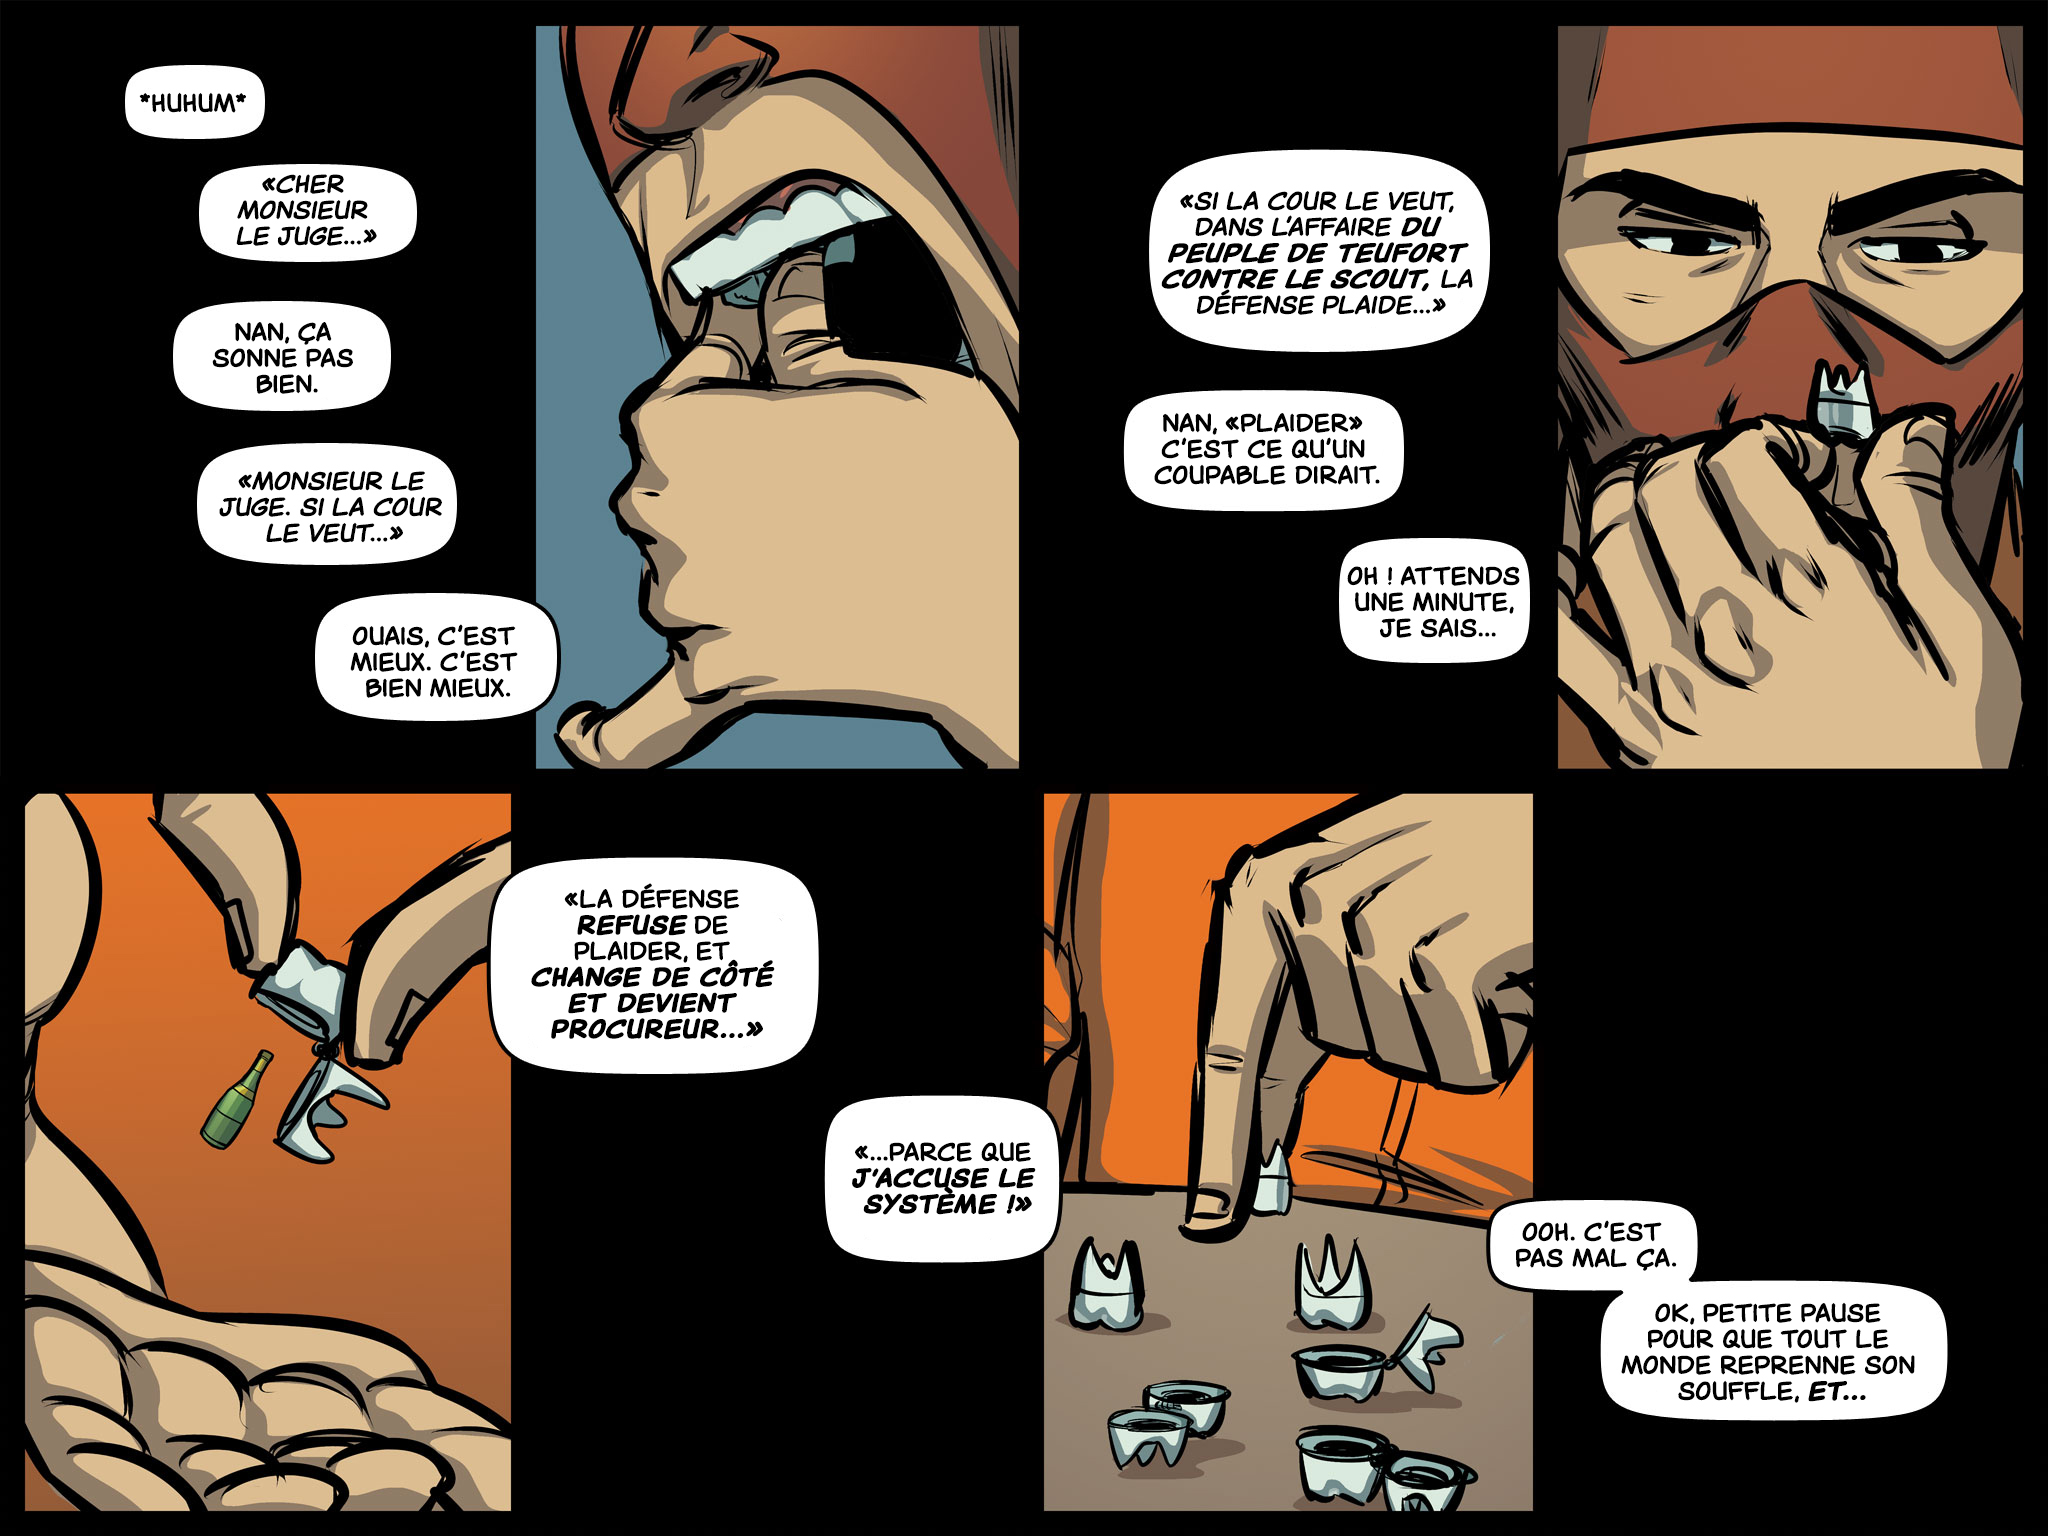 *HUHUM*
«CHER
MONSIEUR
LE JUGE...»
NAN, ÇA
SONNE PAS
BIEN.
«MONSIEUR LE
JUGE. SI LA COUR
LE VEUT...»
OUAIS, C'EST
MIEUX. C'EST
BIEN MIEUX.
«SI LA COUR LE VEUT,
DANS L'AFFAIRE DU
PEUPLE DE TEUFORT
CONTRE LE SCOUT, LA
DÉFENSE PLAIDE...»
NAN, «PLAIDER»
C'EST CE QU'UN
COUPABLE DIRAIT.
OH ! ATTENDS
UNE MINUTE,
JE SAIS...
«LA DÉFENSE
REFUSE DE
PLAIDER, ET
CHANGE DE CÔTÉ
ET DEVIENT
PROCUREUR...»
«...PARCE QUE
J'ACCUSE LE
SYSTÈME !»
OOH. C'EST
PAS MAL ÇA.
OK, PETITE PAUSE
POUR QUE TOUT LE
MONDE REPRENNE SON
SOUFFLE, ET...